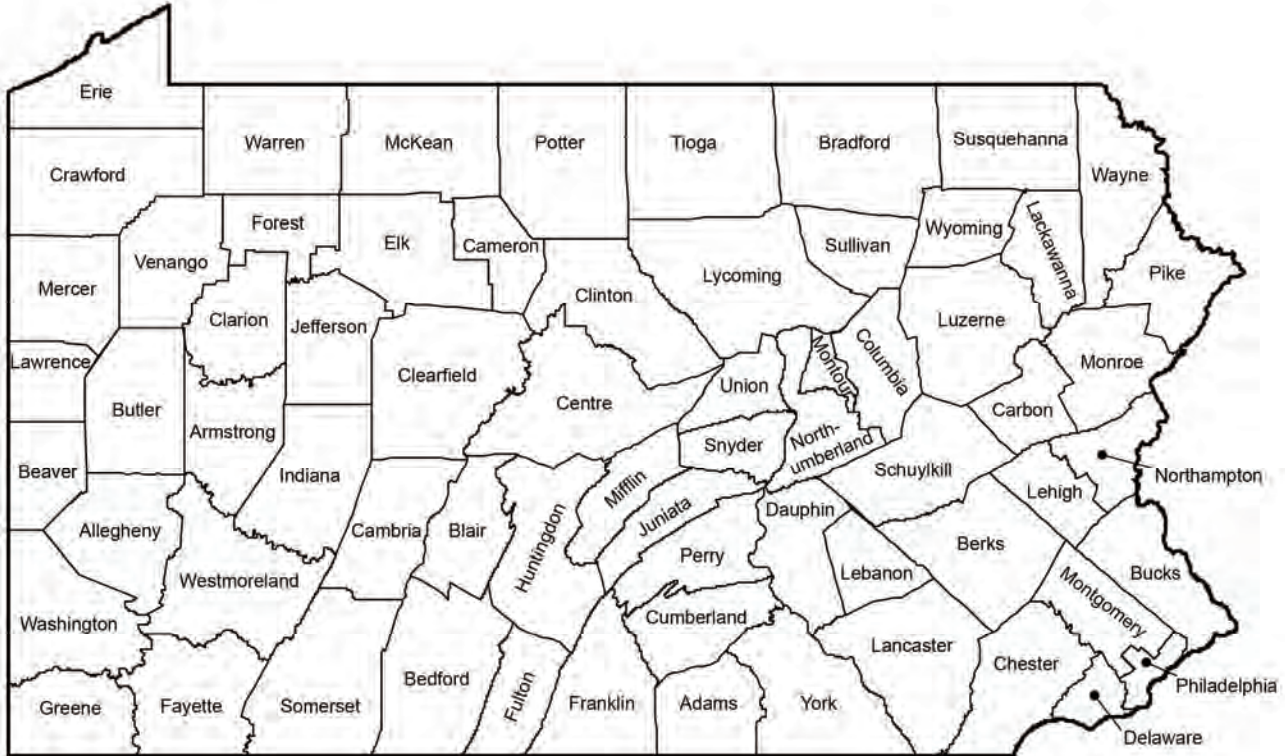 Erie
Warren
McKean
Potter
Tioga
Bradford
Susquehanna
Wayne
Crawford
Forest
Elk
Cameron
Sullivan
Wyoming
Lackawanna
Venango
Pike
Mercer
Clarion
Jefferson
Clinton
Lycoming
Luzerne
Lawrence
Clearfield
Montour
Columbia
Monroe
Butler
Armstrong
Centre
Union
Carbon
Beaver
Indiana
Snyder
North-
umberland
Schuylkill
Northampton
Lehigh
Allegheny
Cambria
Blair
Huntingdon
Mifflin
Juniata
Dauphin
Perry
Lebanon
Berks
Bucks
Westmoreland
Washington
Cumberland
Montgomery
Lancaster
Chester
Greene
Fayette
Somerset
Bedford
Fulton
Franklin
Adams
York
Philadelphia
Delaware